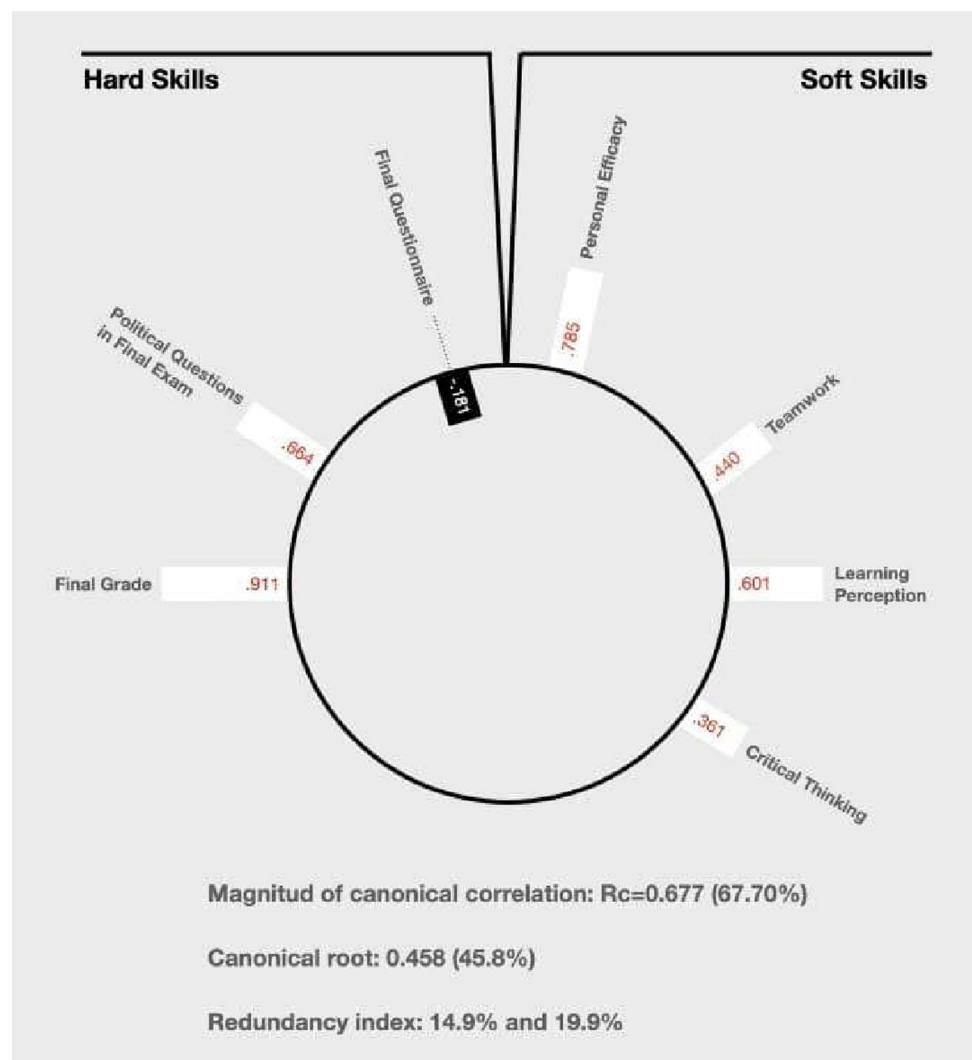 Hard Skills
Soft Skills
Final Questionnaire
-.181
Personal Efficacy
.785
Political Questions
in Final Exam
.664
Teamwork
.440
Final Grade
.911
.601
Learning
Perception
.361
Critical Thinking
Magnitud of canonical correlation: Rc=0.677 (67.70%)
Canonical root: 0.458 (45.8%)
Redundancy index: 14.9% and 19.9%